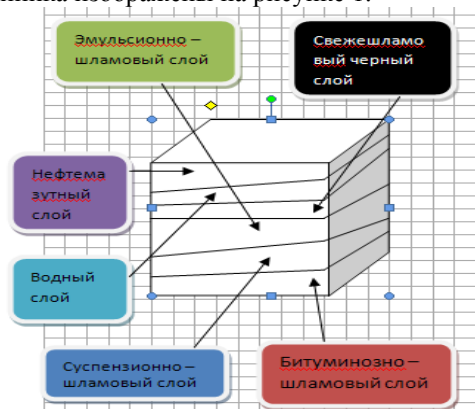 Эмульсионно –
шламовый слой
Свежешламо
вый черный
слой
Нефтема
зутный
слой
Водный
слой
Суспензионно –
шламовый слой
Битуминозно –
шламовый слой